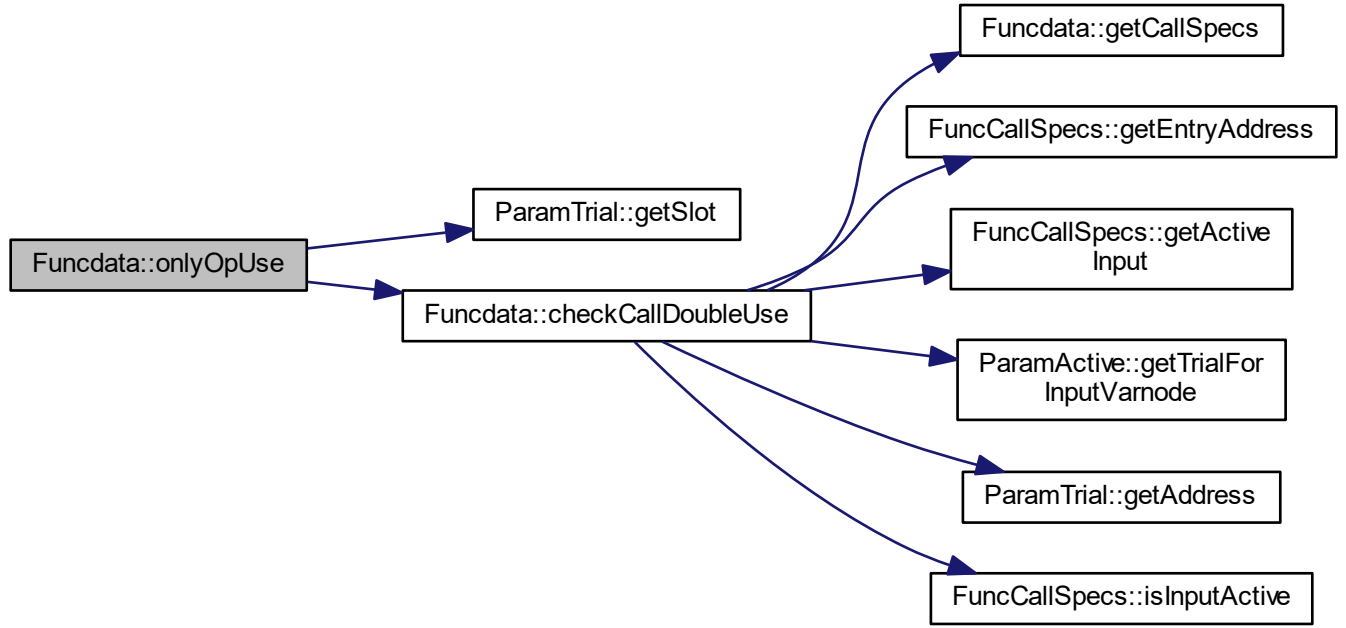 Funcdata::onlyOpUse
ParamTrial::getSlot
Funcdata::checkCallDoubleUse
Funcdata::getCallSpecs
FuncCallSpecs::getEntryAddress
FuncCallSpecs::getActive
Input
ParamActive::getTrialFor
InputVarnode
ParamTrial::getAddress
FuncCallSpecs::isInputActive